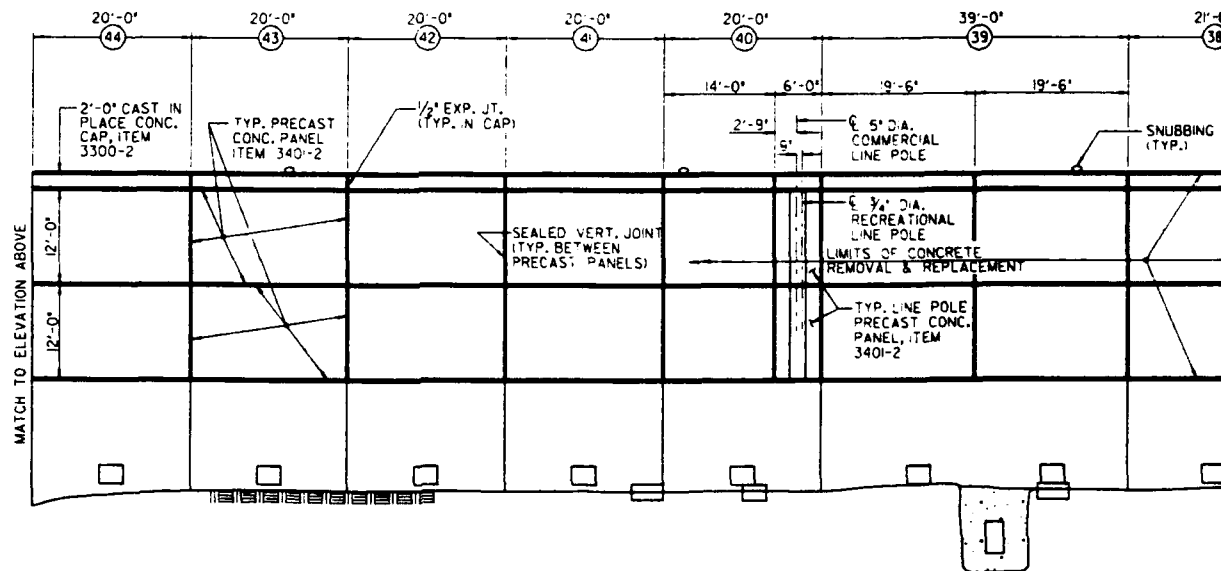 20'-0" 20'-0" 20'-0" 20'-0" 20'-0" 39'-0" 21'-
44 43 42 41 40 39 38
14'-0" 6'-0" 19'-6" 19'-6"
2'-0" CAST IN
PLACE CONC.
CAP, ITEM
3300-2
TYP. PRECAST
CONC. PANEL
ITEM 3401-2
1/2" EXP. JT.
(TYP. IN CAP)
2'-9"
9"
℄ 5" DIA.
COMMERCIAL
LINE POLE
SNUBBING
(TYP.)
℄ 3/4" DIA.
RECREATIONAL
LINE POLE
SEALED VERT. JOINT
(TYP. BETWEEN
PRECAST PANELS)
LIMITS OF CONCRETE
REMOVAL & REPLACEMENT
TYP. LINE POLE
PRECAST CONC.
PANEL, ITEM
3401-2
12'-0"
12'-0"
MATCH TO ELEVATION ABOVE